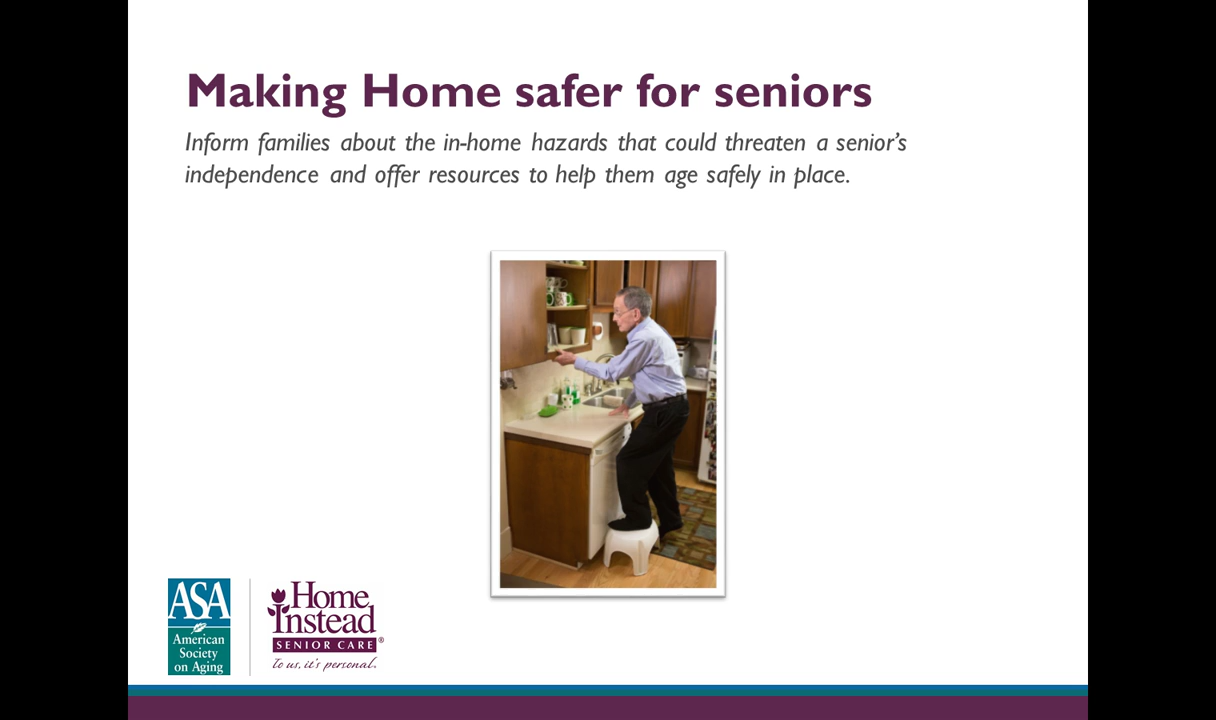 Making Home safer for seniors
Inform families about the in-home hazards that could threaten a senior’s
independence and offer resources to help them age safely in place.
ASA
American
Society
on Aging
Home
Instead
SENIOR CARE®
To us, it's personal.